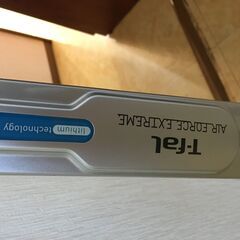 T-fal
AIR FORCE EXTREME
lithium
technology